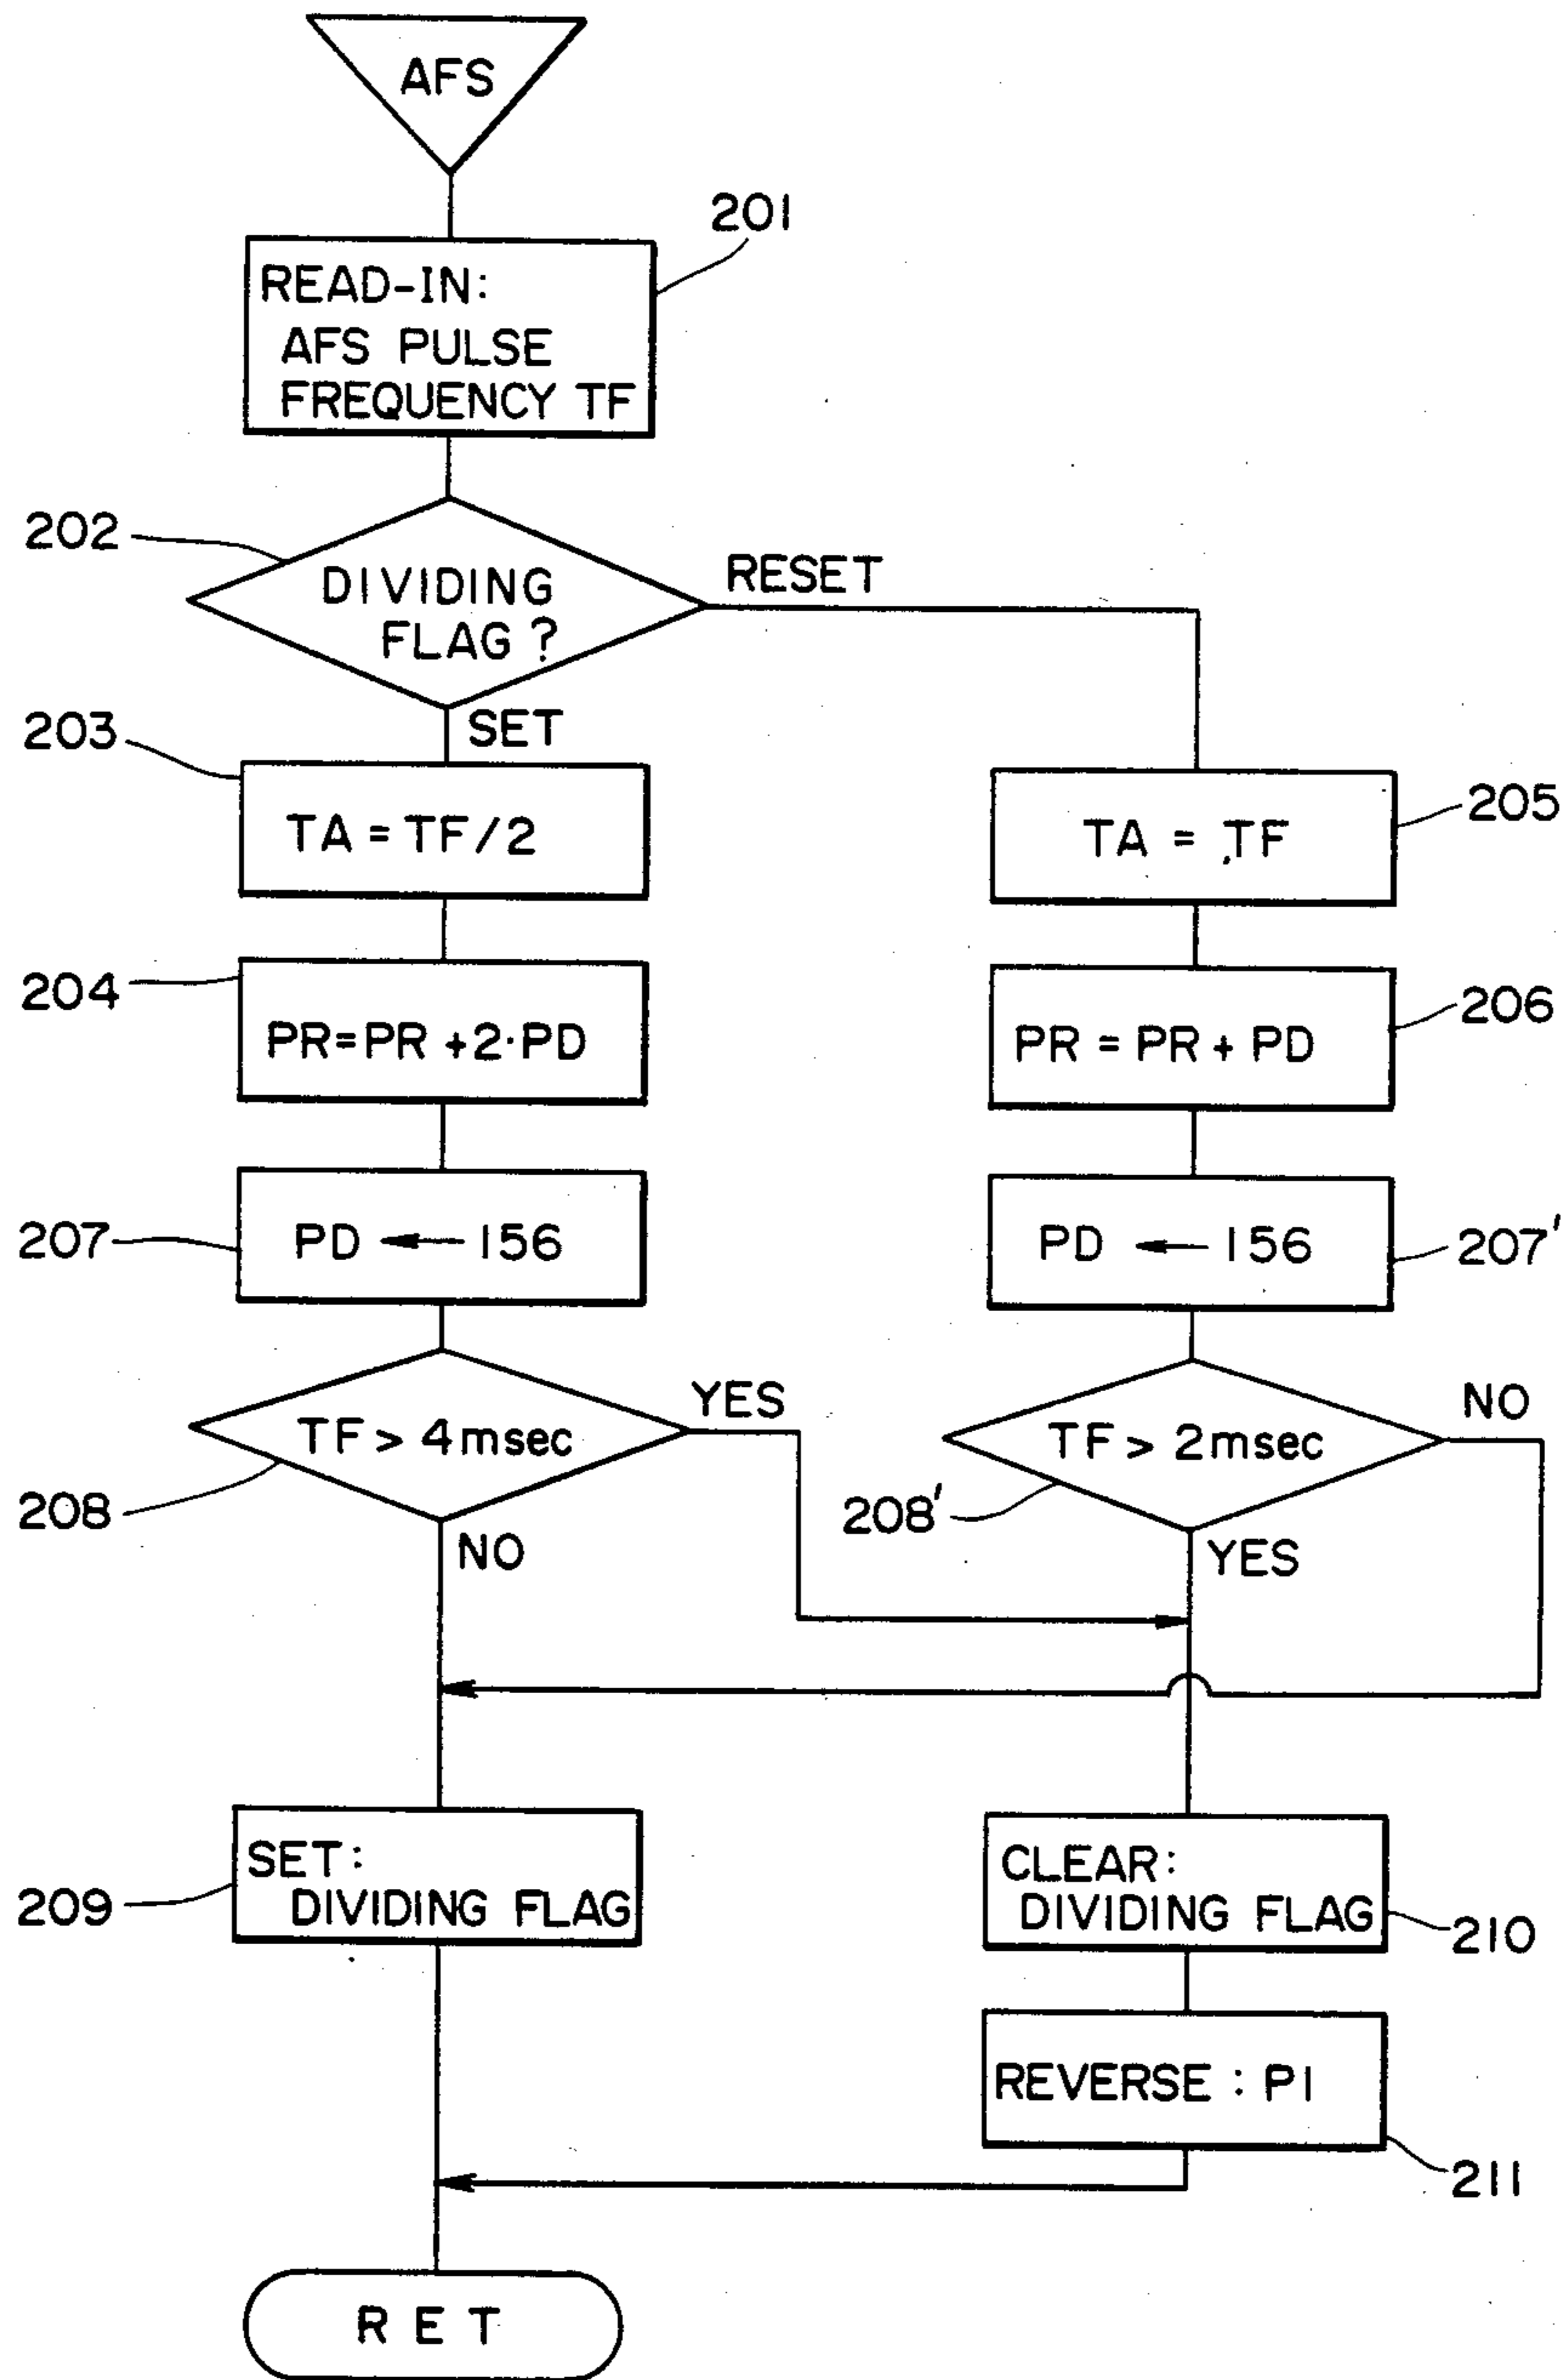 AFS
201
READ-IN:
AFS PULSE
FREQUENCY TF
202
DIVIDING
FLAG ?
RESET
SET
203
TA = TF/2
205
TA = TF
204
PR=PR +2·PD
206
PR = PR + PD
207
PD ← 156
207'
PD ← 156
208
TF > 4msec
YES
NO
208'
TF > 2msec
NO
YES
209
SET:
DIVIDING FLAG
210
CLEAR:
DIVIDING FLAG
211
REVERSE : P1
RET